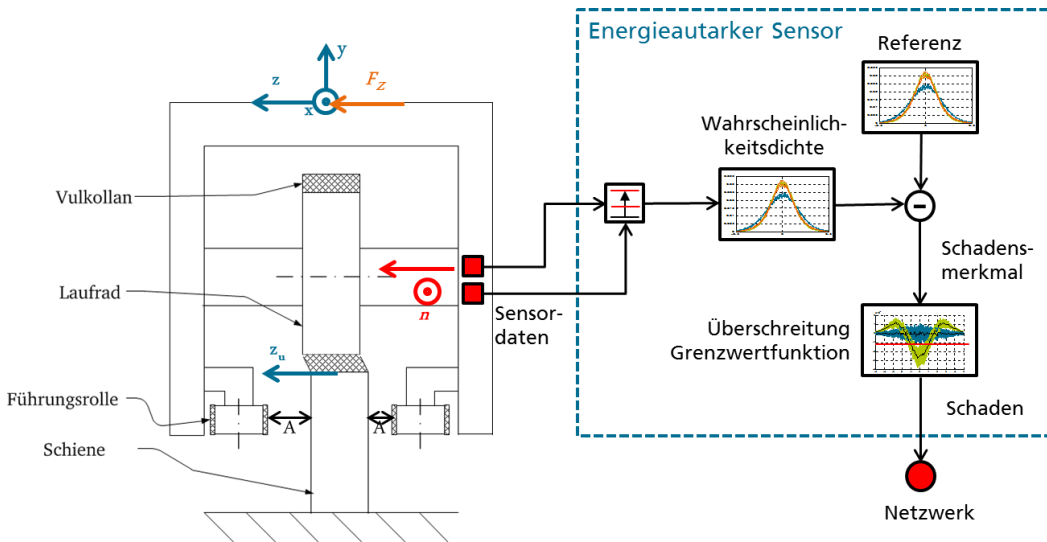 y
z
F_Z
x
Vulkollan
Laufrad
n
Sensor-
daten
z_u
Führungsrolle
A
A
Schiene
Energieautarker Sensor
Referenz
Wahrscheinlich-
keitsdichte
-
Schadens-
merkmal
Überschreitung
Grenzwertfunktion
Schaden
Netzwerk